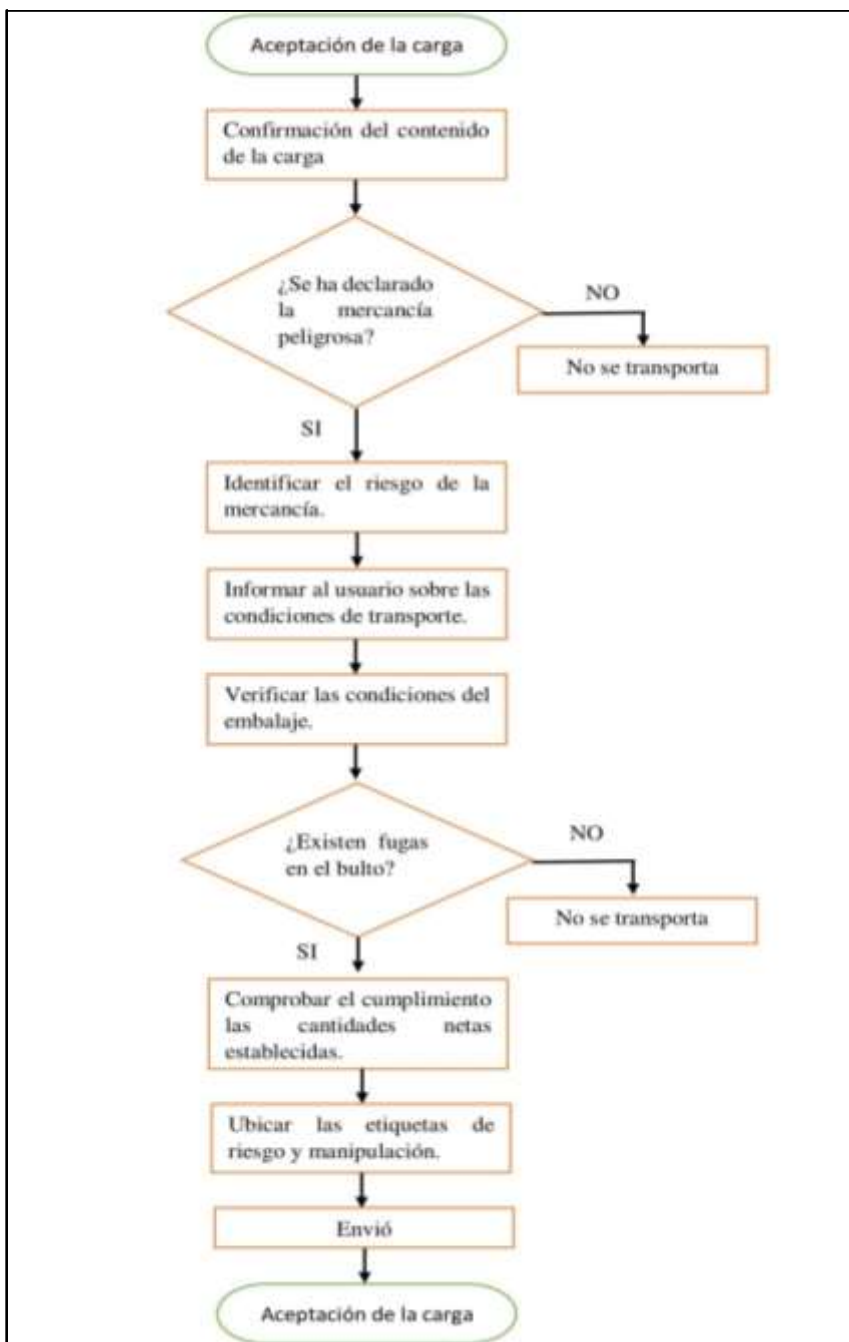 Aceptación de la carga
Confirmación del contenido
de la carga
¿Se ha declarado
la mercancía
peligrosa?
NO
No se transporta
SI
Identificar el riesgo de la
mercancía.
Informar al usuario sobre las
condiciones de transporte.
Verificar las condiciones del
embalaje.
¿Existen fugas
en el bulto?
NO
No se transporta
SI
Comprobar el cumplimiento
las cantidades netas
establecidas.
Ubicar las etiquetas de
riesgo y manipulación.
Envió
Aceptación de la carga